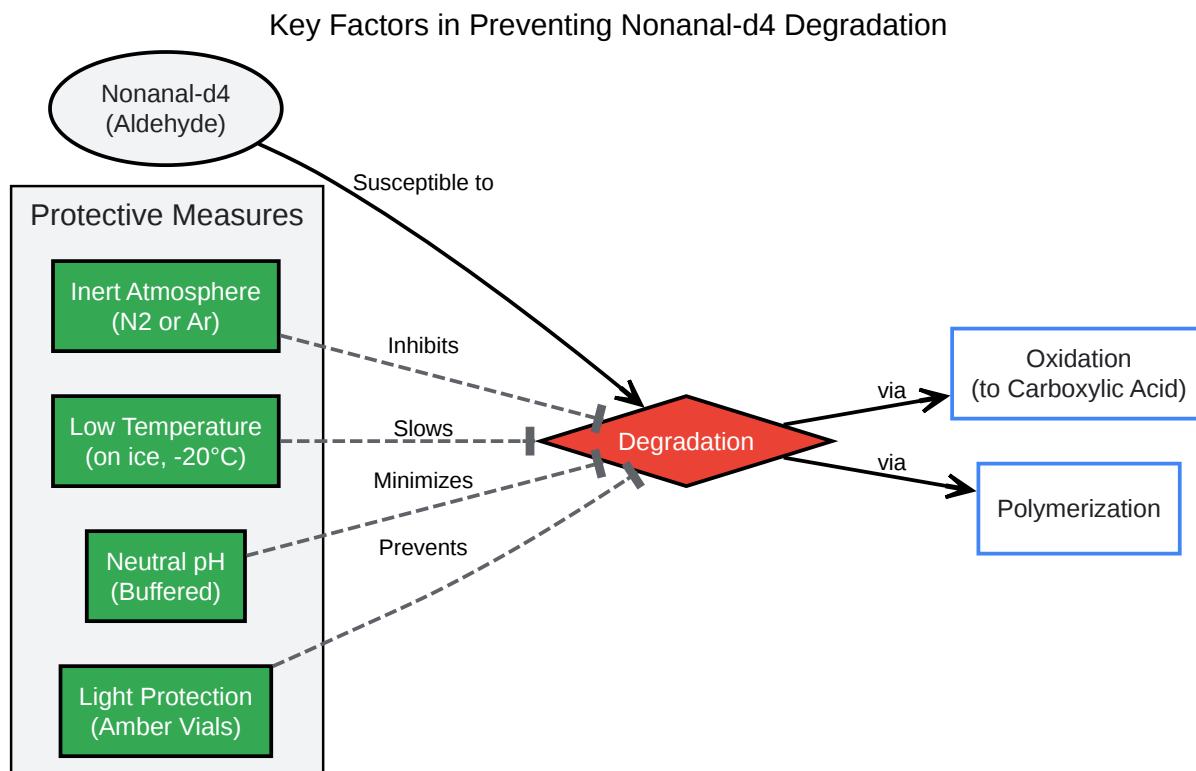 Key Factors in Preventing Nonanal-d4 Degradation
Nonanal-d4
(Aldehyde)
Susceptible to
Protective Measures
Inert Atmosphere
(N2 or Ar)
Inhibits
Oxidation
(to Carboxylic Acid)
via
Low Temperature
(on ice, -20°C)
Slows
Degradation
via
Minimizes
Polymerization
Prevents
Neutral pH
(Buffered)
Light Protection
(Amber Vials)